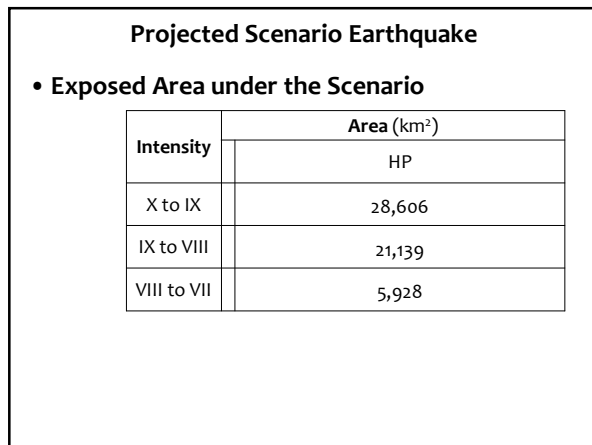 Projected Scenario Earthquake
• Exposed Area under the Scenario
Intensity Area (km²)
HP
X to IX 28,606
IX to VIII 21,139
VIII to VII 5,928